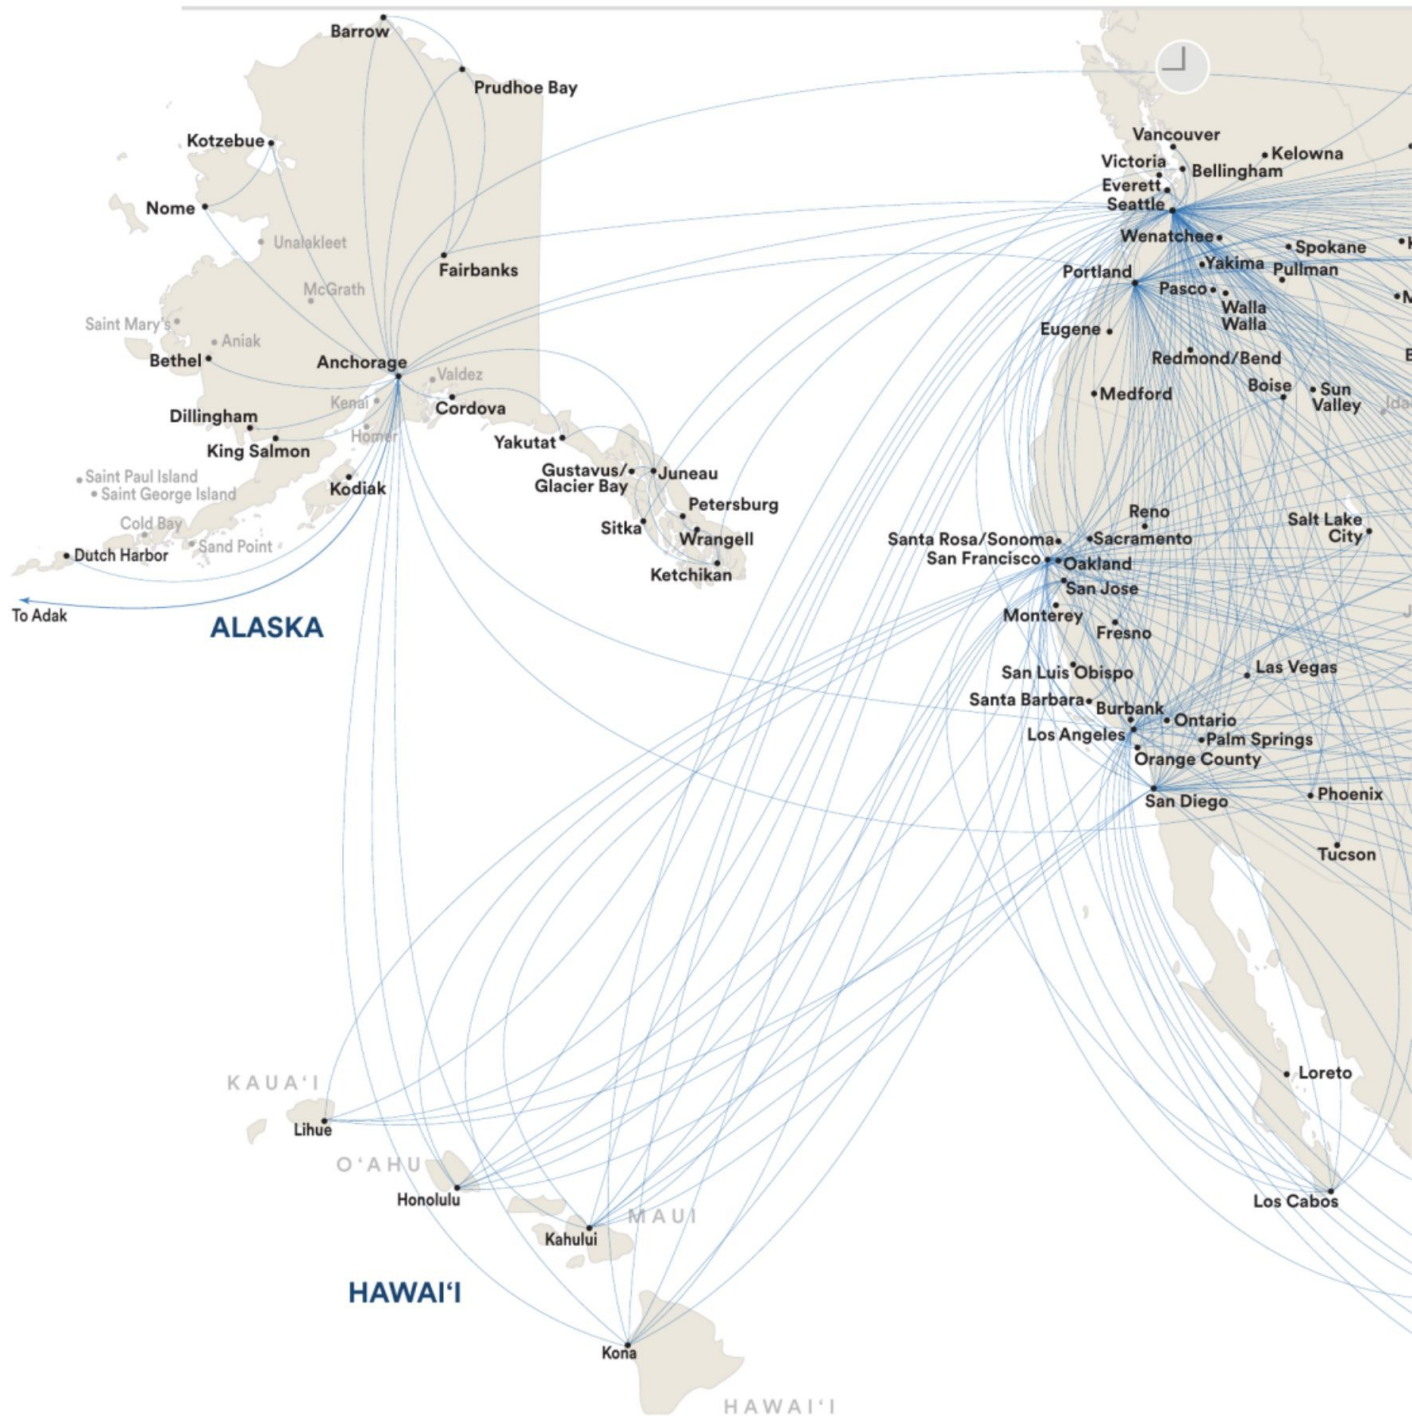 Barrow
Prudhoe Bay
Kotzebue
Nome
Unalakleet
Fairbanks
McGrath
Saint Mary's
Aniak
Bethel
Anchorage
Valdez
Kenai
Cordova
Dillingham
Homer
King Salmon
Yakutat
Saint Paul Island
Saint George Island
Kodiak
Gustavus/
Glacier Bay
Juneau
Petersburg
Sitka
Wrangell
Ketchikan
Cold Bay
Sand Point
Dutch Harbor
To Adak
ALASKA
Vancouver
Victoria
Kelowna
Bellingham
Everett
Seattle
Wenatchee
Spokane
Yakima
Pullman
Portland
Pasco
Walla
Walla
Eugene
Redmond/Bend
Boise
Sun
Valley
Medford
Reno
Salt Lake
City
Santa Rosa/Sonoma
Sacramento
San Francisco
Oakland
San Jose
Monterey
Fresno
San Luis Obispo
Las Vegas
Santa Barbara
Burbank
Ontario
Los Angeles
Palm Springs
Orange County
San Diego
Phoenix
Tucson
Loreto
Los Cabos
KAUA‘I
Lihue
O‘AHU
Honolulu
MAUI
Kahului
HAWAI‘I
Kona
HAWAI‘I